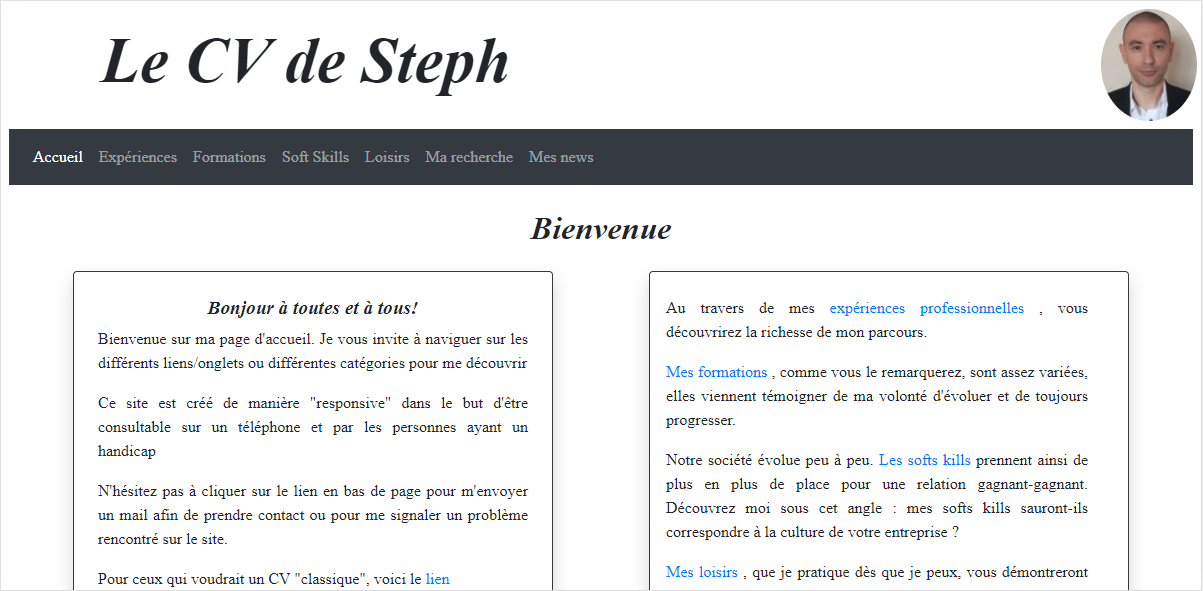 Le CV de Steph
Accueil Expériences Formations Soft Skills Loisirs Ma recherche Mes news
Bienvenue
Bonjour à toutes et à tous!
Bienvenue sur ma page d'accueil. Je vous invite à naviguer sur les
différents liens/onglets ou différentes catégories pour me découvrir
Ce site est créé de manière "responsive" dans le but d'être
consultable sur un téléphone et par les personnes ayant un
handicap
N'hésitez pas à cliquer sur le lien en bas de page pour m'envoyer
un mail afin de prendre contact ou pour me signaler un problème
rencontré sur le site.
Pour ceux qui voudrait un CV "classique", voici le lien
Au travers de mes expériences professionnelles , vous
découvrirez la richesse de mon parcours.
Mes formations , comme vous le remarquerez, sont assez variées,
elles viennent témoigner de ma volonté d'évoluer et de toujours
progresser.
Notre société évolue peu à peu. Les softs kills prennent ainsi de
plus en plus de place pour une relation gagnant-gagnant.
Découvrez moi sous cet angle : mes softs kills sauront-ils
correspondre à la culture de votre entreprise ?
Mes loisirs , que je pratique dès que je peux, vous démontreront